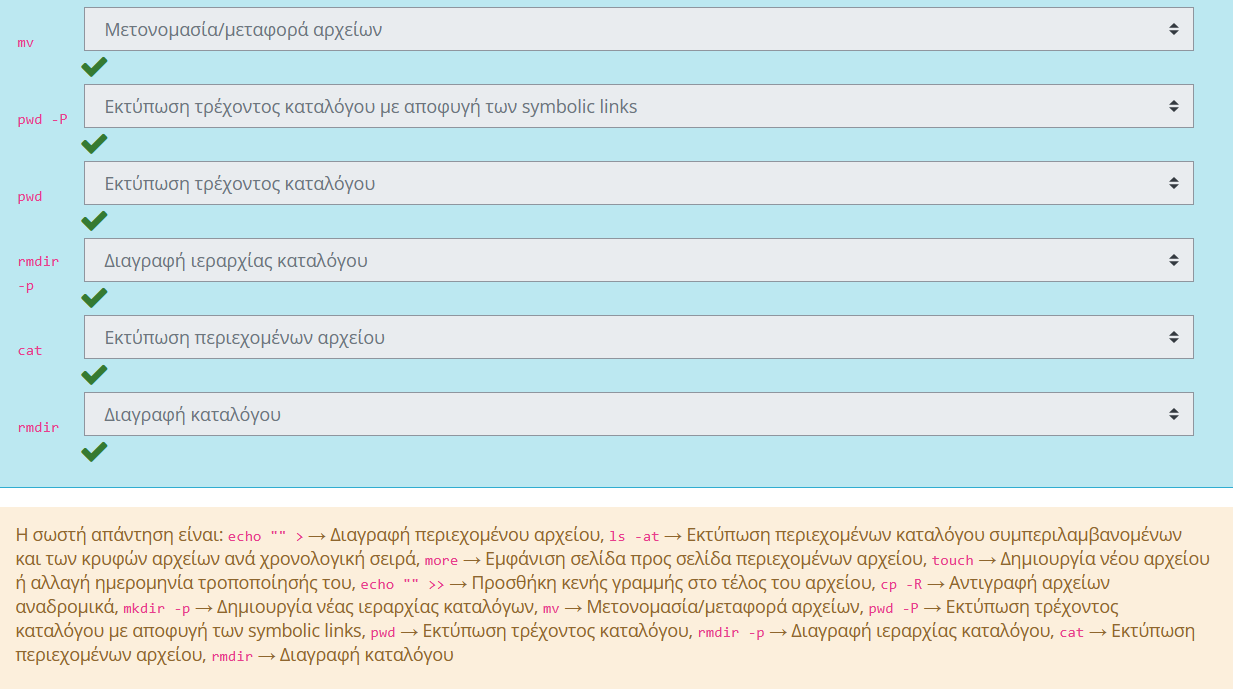 mv
Μετονομασία/μεταφορά αρχείων
pwd -P
Εκτύπωση τρέχοντος καταλόγου με αποφυγή των symbolic links
pwd
Εκτύπωση τρέχοντος καταλόγου
rmdir
-p
Διαγραφή ιεραρχίας καταλόγου
cat
Εκτύπωση περιεχομένων αρχείου
rmdir
Διαγραφή καταλόγου
Η σωστή απάντηση είναι: echo "" > → Διαγραφή περιεχομένου αρχείου, ls -at → Εκτύπωση περιεχομένων καταλόγου συμπεριλαμβανομένων
και των κρυφών αρχείων ανά χρονολογική σειρά, more → Εμφάνιση σελίδα προς σελίδα περιεχομένων αρχείου, touch → Δημιουργία νέου αρχείου
ή αλλαγή ημερομηνία τροποποίησής του, echo "" >> → Προσθήκη κενής γραμμής στο τέλος του αρχείου, cp -R → Αντιγραφή αρχείων
αναδρομικά, mkdir -p → Δημιουργία νέας ιεραρχίας καταλόγων, mv → Μετονομασία/μεταφορά αρχείων, pwd -P → Εκτύπωση τρέχοντος
καταλόγου με αποφυγή των symbolic links, pwd → Εκτύπωση τρέχοντος καταλόγου, rmdir -p → Διαγραφή ιεραρχίας καταλόγου, cat → Εκτύπωση
περιεχομένων αρχείου, rmdir → Διαγραφή καταλόγου